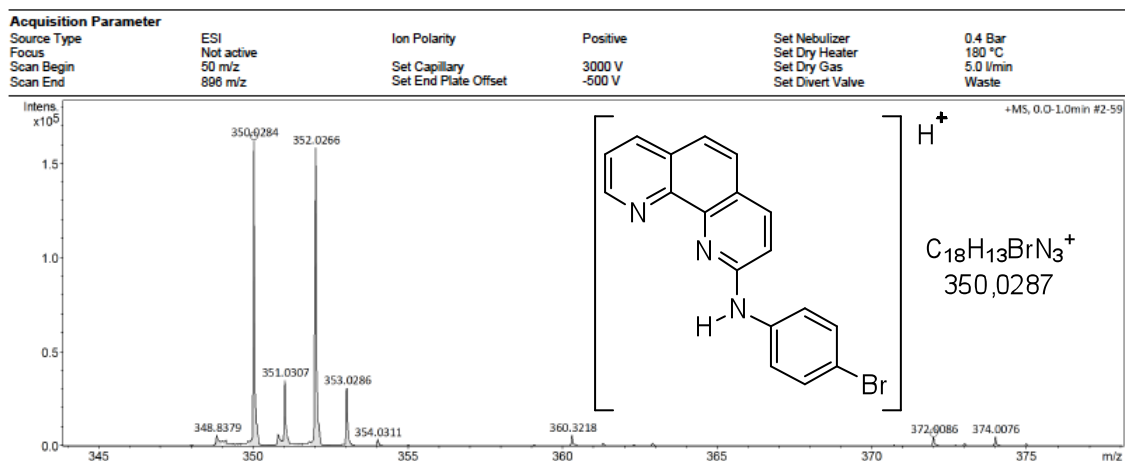 Acquisition Parameter
Source Type ESI Ion Polarity Positive Set Nebulizer 0.4 Bar
Focus Not active Set Dry Heater 180 °C
Scan Begin 50 m/z Set Capillary 3000 V Set Dry Gas 5.0 l/min
Scan End 896 m/z Set End Plate Offset -500 V Set Divert Valve Waste
Intens.
x10⁵
+MS, 0.0-1.0min #2-59
350.0284
352.0266
H⁺
1.5
N
N
1.0
C₁₈H₁₃BrN₃⁺
350,0287
N
H
0.5
351.0307
353.0286
Br
348.8379
354.0311
360.3218
372.0086
374.0076
0.0
345 350 355 360 365 370 375 m/z